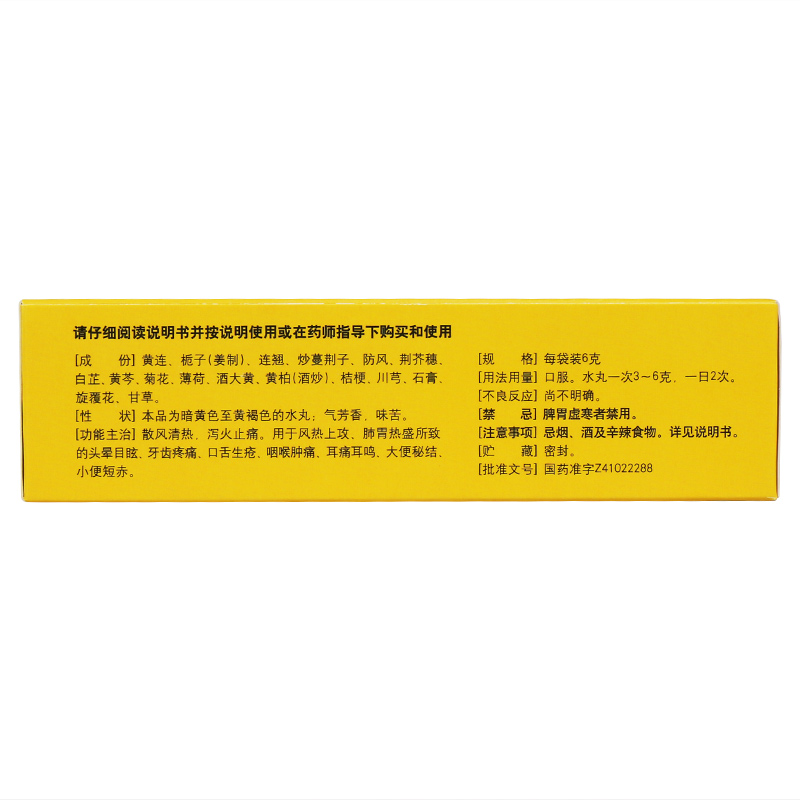 请仔细阅读说明书并按说明使用或在药师指导下购买和使用
[成 份] 黄连、栀子(姜制)、连翘、炒蔓荆子、防风、荆芥穗、
白芷、黄芩、菊花、薄荷、酒大黄、黄柏(酒炒)、桔梗、川芎、石膏、
旋覆花、甘草。
[性 状] 本品为暗黄色至黄褐色的水丸；气芳香，味苦。
[功能主治] 散风清热，泻火止痛。用于风热上攻、肺胃热盛所致
的头晕目眩、牙齿疼痛、口舌生疮、咽喉肿痛、耳痛耳鸣、大便秘结、
小便短赤。
[规 格] 每袋装6克
[用法用量] 口服。水丸一次3～6克，一日2次。
[不良反应] 尚不明确。
[禁 忌] 脾胃虚寒者禁用。
[注意事项] 忌烟、酒及辛辣食物。详见说明书。
[贮 藏] 密封。
[批准文号] 国药准字Z41022288